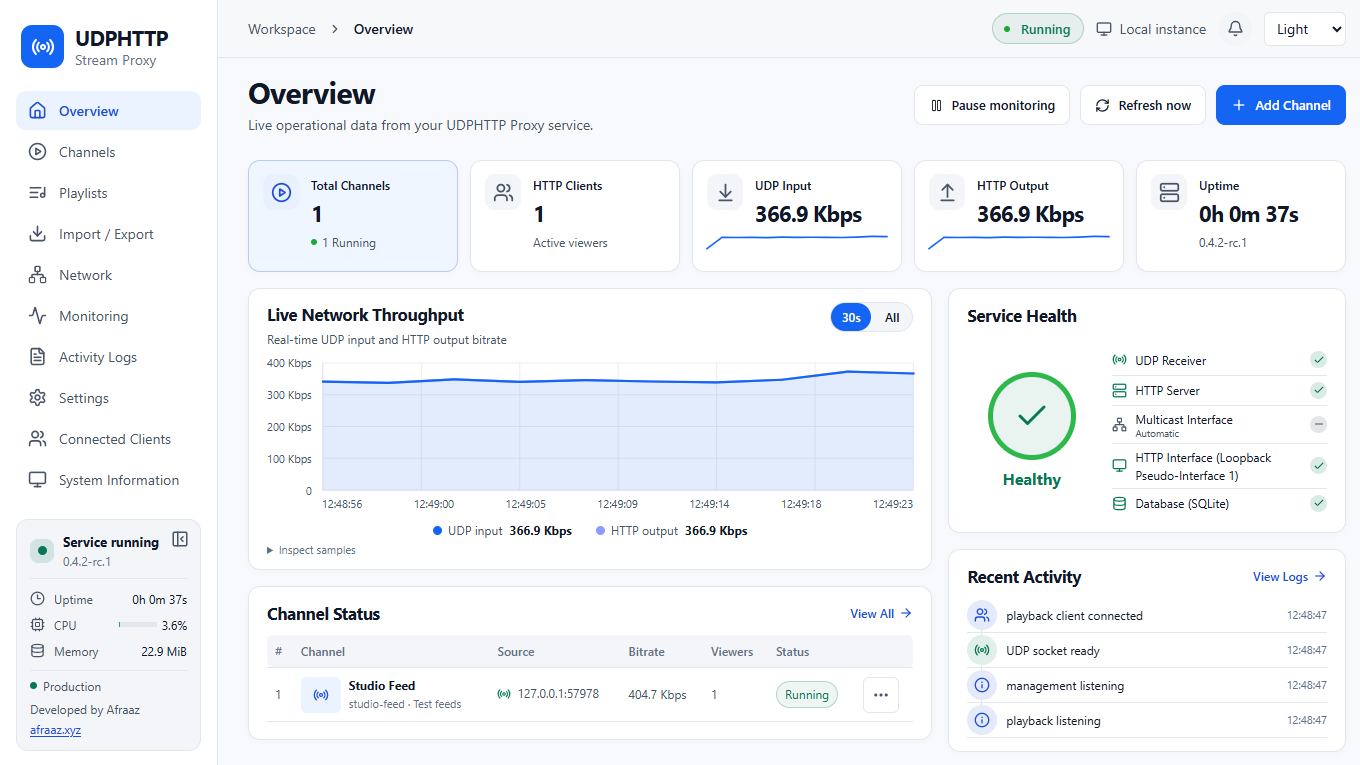 UDPHTTP
Stream Proxy
Overview
Channels
Playlists
Import / Export
Network
Monitoring
Activity Logs
Settings
Connected Clients
System Information
Service running
0.4.2-rc.1
Uptime 0h 0m 37s
CPU 3.6%
Memory 22.9 MiB
Production
Developed by Afraaz
afraaz.xyz
Workspace > Overview
Running
Local instance
Light
Overview
Live operational data from your UDPHTTP Proxy service.
Pause monitoring
Refresh now
+ Add Channel
Total Channels
1
1 Running
HTTP Clients
1
Active viewers
UDP Input
366.9 Kbps
HTTP Output
366.9 Kbps
Uptime
0h 0m 37s
0.4.2-rc.1
Live Network Throughput
30s All
Real-time UDP input and HTTP output bitrate
400 Kbps
300 Kbps
200 Kbps
100 Kbps
0
12:48:56 12:49:00 12:49:05 12:49:09 12:49:14 12:49:18 12:49:23
UDP input 366.9 Kbps HTTP output 366.9 Kbps
Inspect samples
Channel Status
View All
# Channel Source Bitrate Viewers Status
1 Studio Feed 127.0.0.1:57978 404.7 Kbps 1 Running
studio-feed · Test feeds
Service Health
Healthy
UDP Receiver
HTTP Server
Multicast Interface
Automatic
HTTP Interface (Loopback
Pseudo-Interface 1)
Database (SQLite)
Recent Activity
View Logs
playback client connected 12:48:47
UDP socket ready 12:48:47
management listening 12:48:47
playback listening 12:48:47